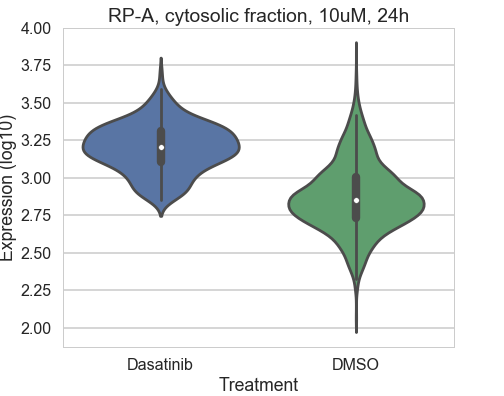 RP-A, cytosolic fraction, 10uM, 24h
4.00
3.75
3.50
3.25
3.00
2.75
2.50
2.25
2.00
Expression (log10)
Dasatinib DMSO
Treatment